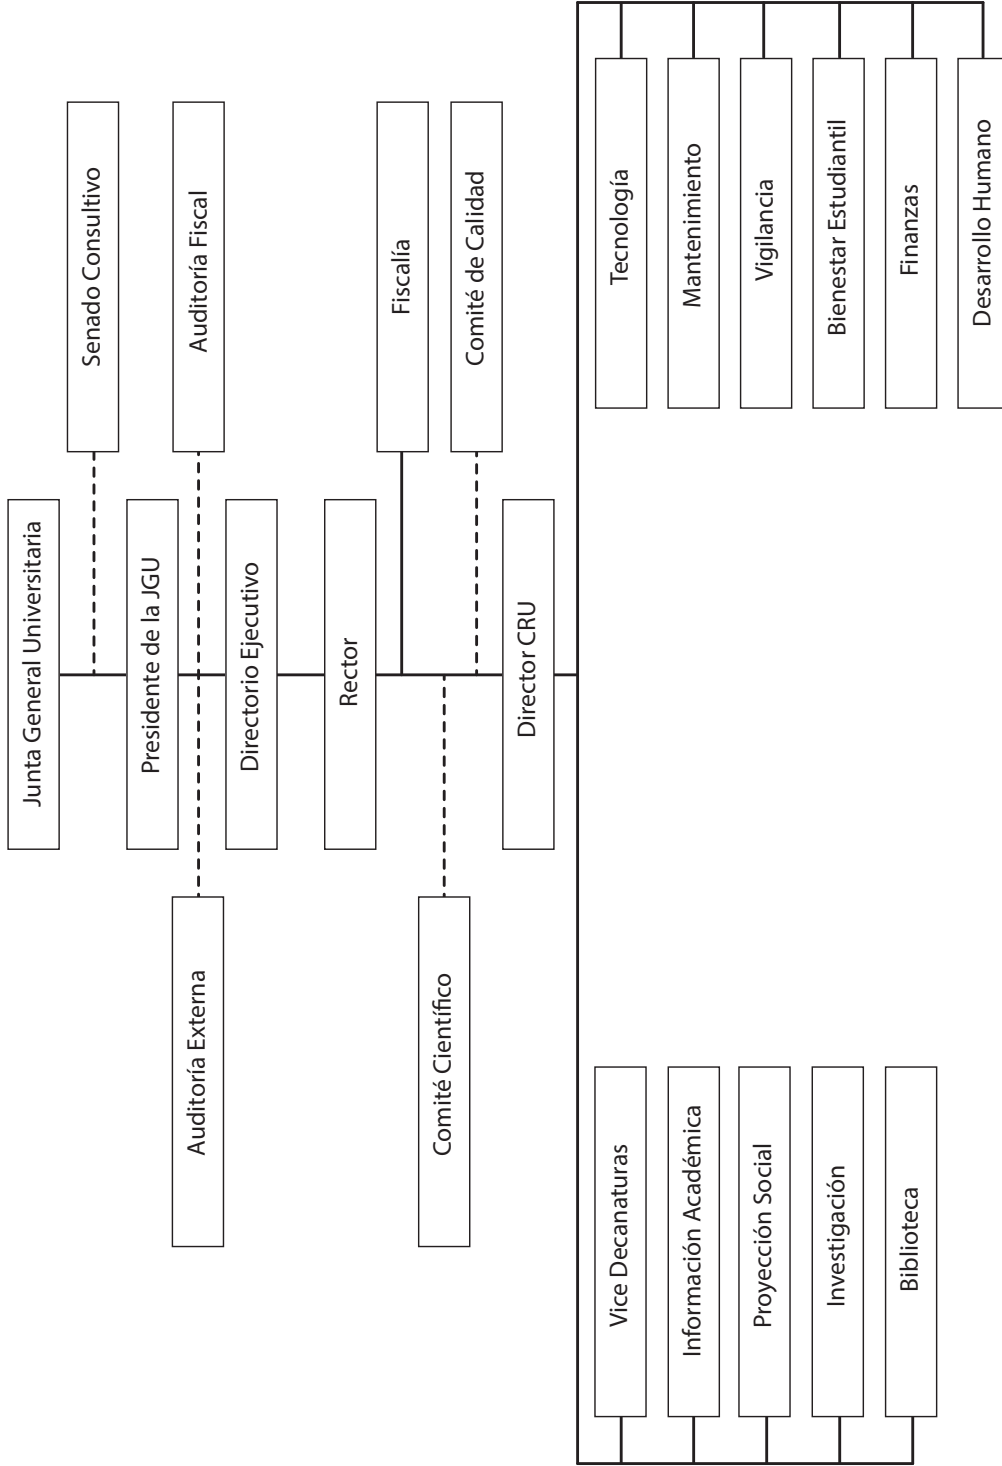 Junta General Universitaria
Senado Consultivo
Presidente de la JGU
Auditoría Externa
Auditoría Fiscal
Directorio Ejecutivo
Rector
Fiscalía
Comité Científico
Comité de Calidad
Director CRU
Vice Decanaturas
Información Académica
Proyección Social
Investigación
Biblioteca
Tecnología
Mantenimiento
Vigilancia
Bienestar Estudiantil
Finanzas
Desarrollo Humano